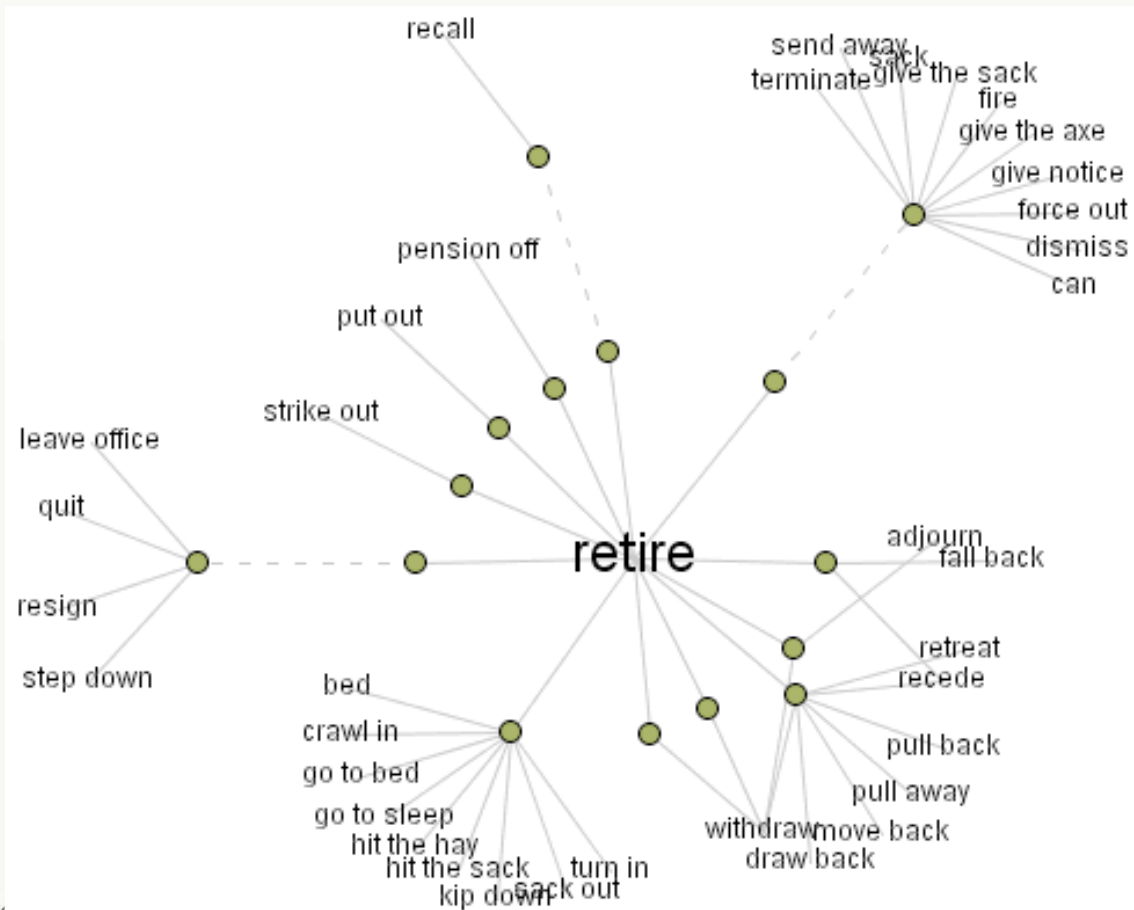 recall
send away
sack
terminate
give the sack
fire
give the axe
give notice
force out
dismiss
can
pension off
put out
strike out
leave office
quit
resign
step down
retire
adjourn
fall back
retreat
recede
pull back
pull away
move back
withdraw
draw back
bed
crawl in
go to bed
go to sleep
hit the hay
hit the sack
kip down
sack out
turn in